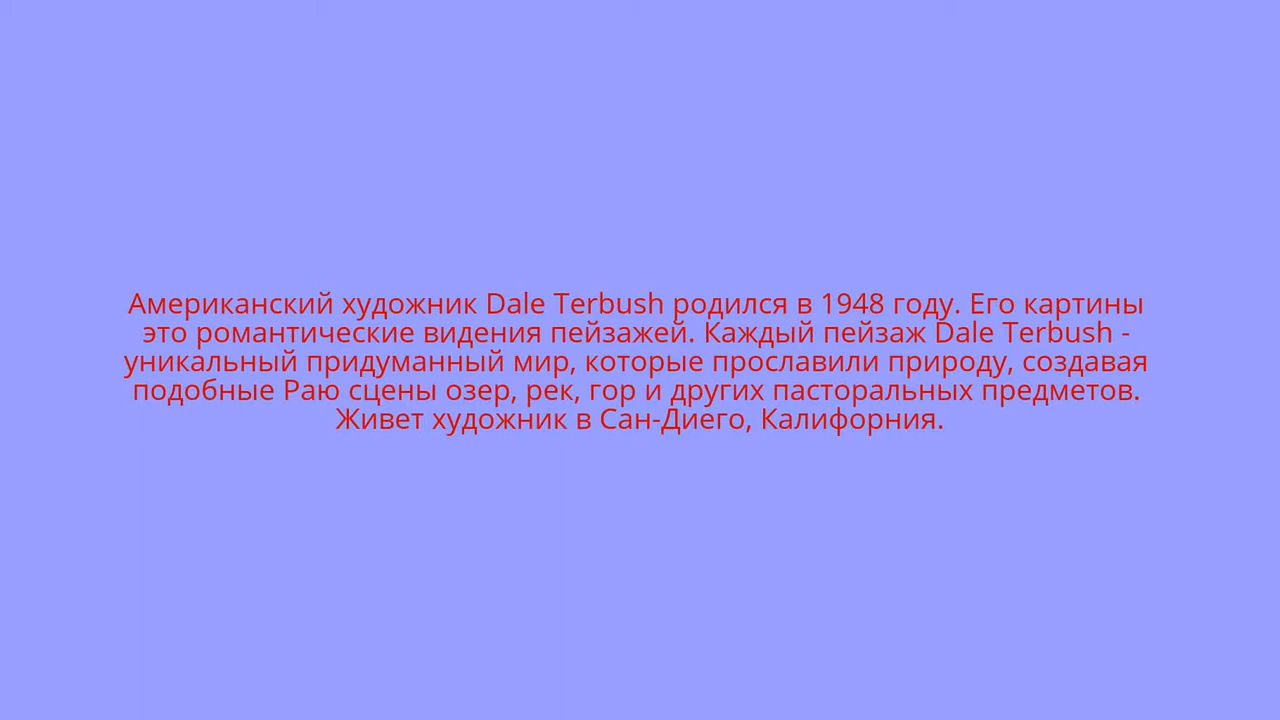 Американский художник Dale Terbush родился в 1948 году. Его картины
это романтические видения пейзажей. Каждый пейзаж Dale Terbush -
уникальный придуманный мир, которые прославили природу, создавая
подобные Раю сцены озер, рек, гор и других пасторальных предметов.
Живет художник в Сан-Диего, Калифорния.